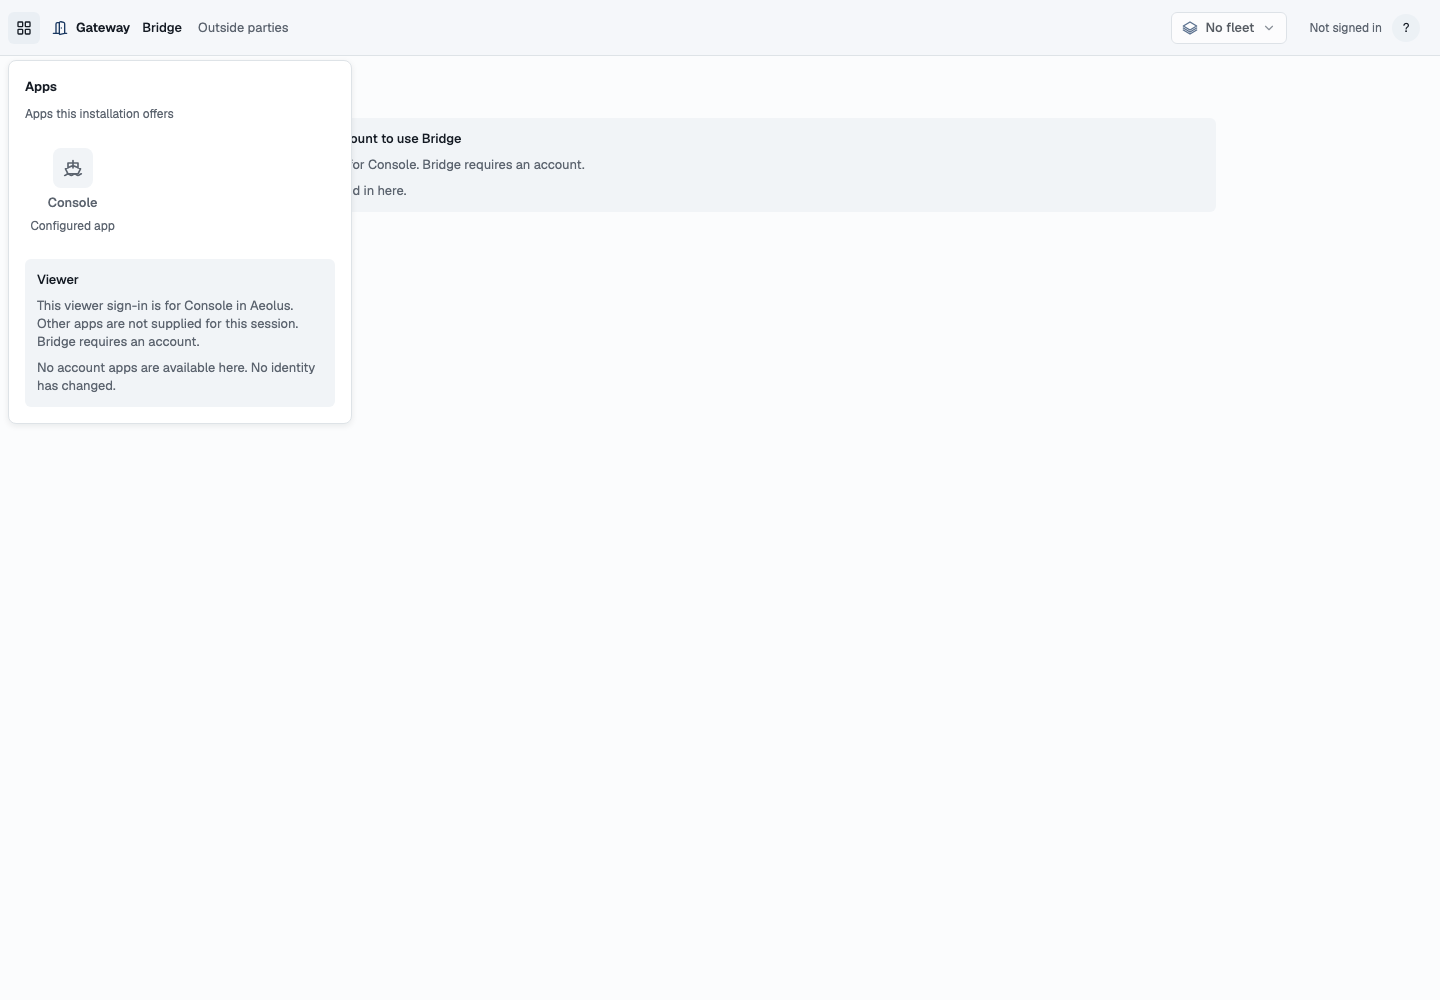 Gateway Bridge Outside parties No fleet Not signed in ?
Apps
Apps this installation offers
Console
Configured app
Viewer
This viewer sign-in is for Console in Aeolus.
Other apps are not supplied for this session.
Bridge requires an account.
No account apps are available here. No identity
has changed.
to use Bridge
for Console. Bridge requires an account.
in here.